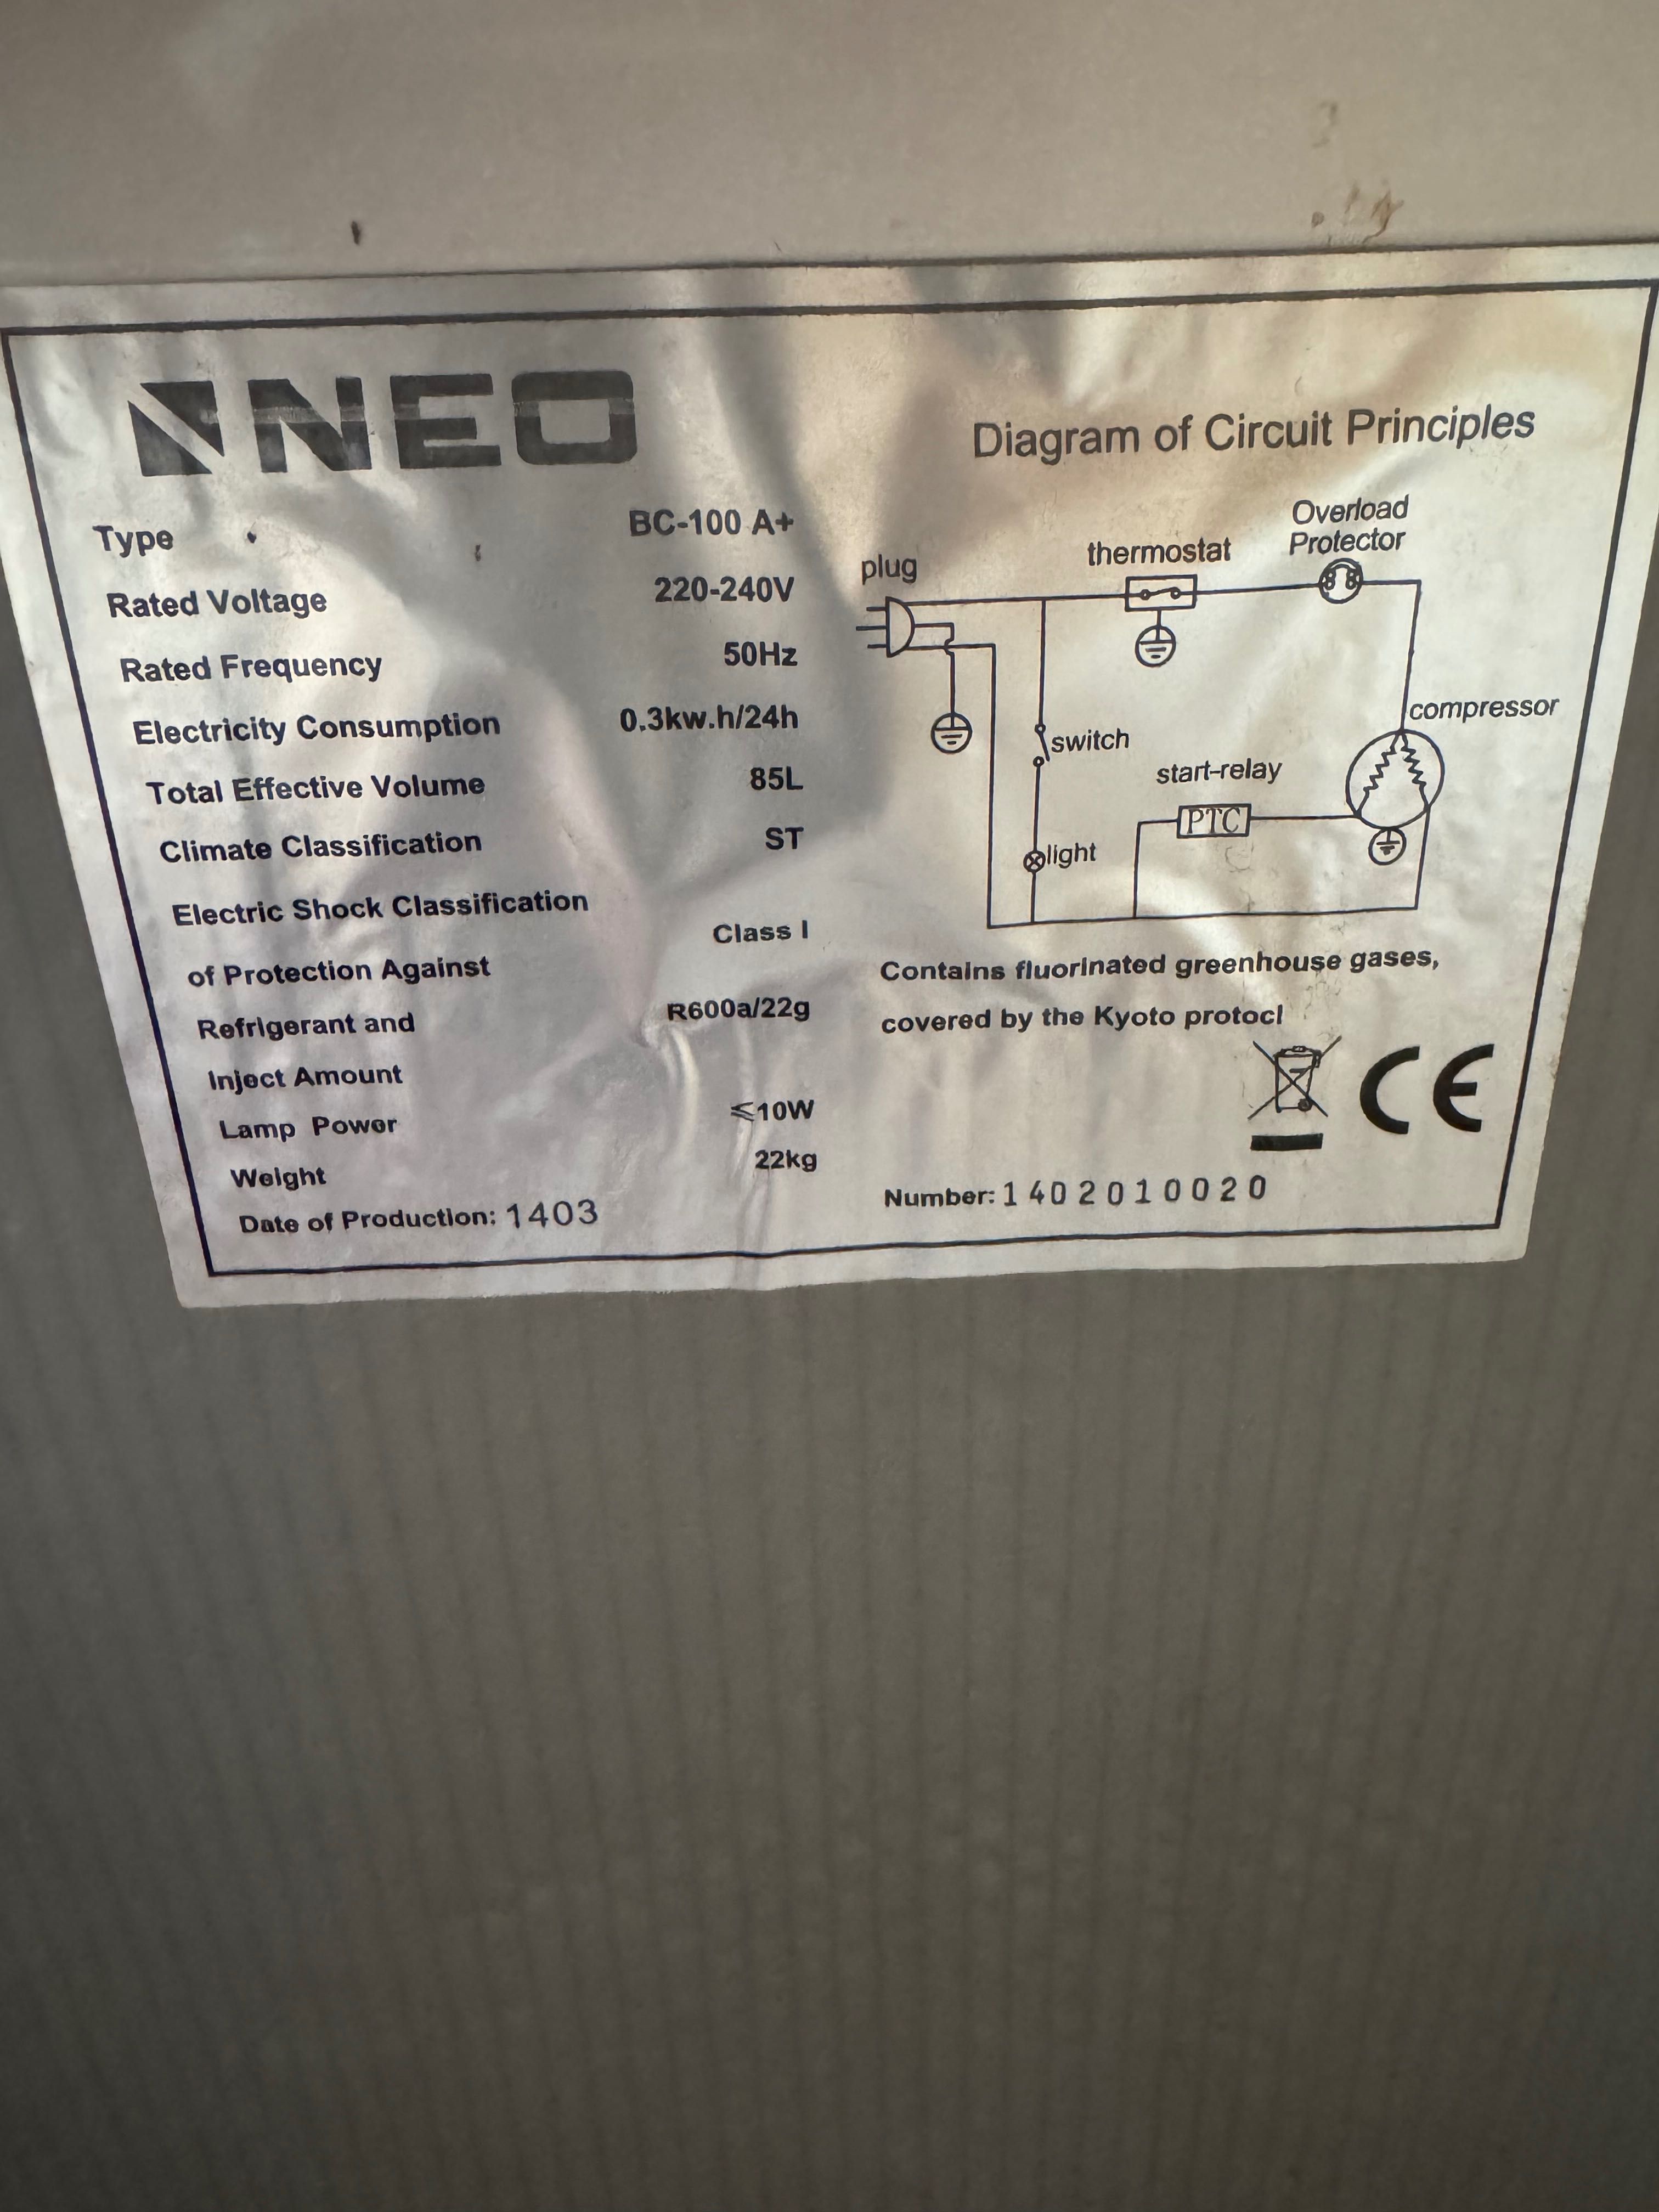 NEO
Type BC-100 A+
Rated Voltage 220-240V
Rated Frequency 50Hz
Electricity Consumption 0.3kw.h/24h
Total Effective Volume 85L
Climate Classification ST
Electric Shock Classification
of Protection Against Class I
Refrigerant and R600a/22g
Inject Amount
Lamp Power ≤10W
Weight 22kg
Date of Production: 1403
Diagram of Circuit Principles
plug
thermostat
Overload
Protector
compressor
switch
start-relay
PTC
light
Contains fluorinated greenhouse gases,
covered by the Kyoto protocl
CE
Number: 1402010020